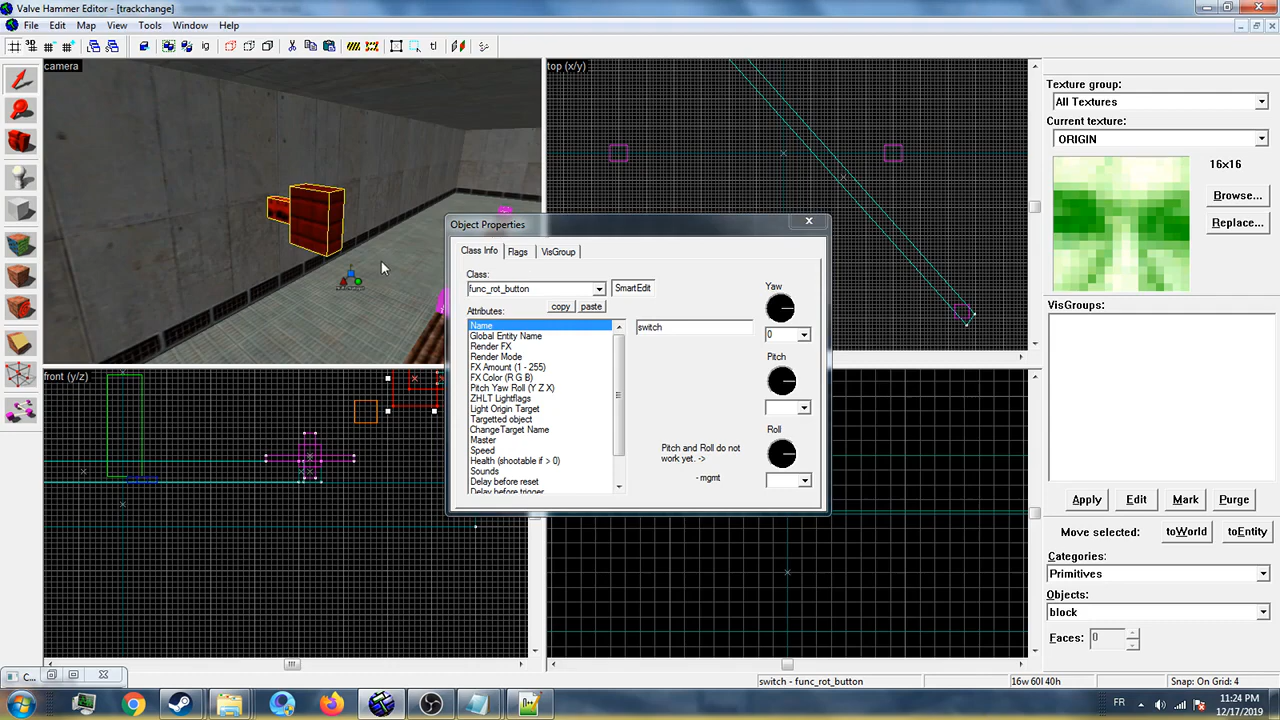 Valve Hammer Editor - [trackchange]
File Edit Map View Tools Window Help
camera
top (x/y)
front (y/z)
Object Properties
Class Info Flags VisGroup
Class:
func_rot_button SmartEdit
Attributes: copy paste
Name
Global Entity Name
Render FX
Render Mode
FX Amount (1 - 255)
FX Color (R G B)
Pitch Yaw Roll (Y Z X)
ZHLT Lightflags
Light Origin Target
Targetted object
ChangeTarget Name
Master
Speed
Health (shootable if > 0)
Sounds
Delay before reset
Delay before trigger
switch
Yaw
0
Pitch
Roll
Pitch and Roll do not
work yet. ->
- mgmt
Texture group:
All Textures
Current texture:
ORIGIN
16x16
Browse...
Replace...
VisGroups:
Apply Edit Mark Purge
Move selected: toWorld toEntity
Categories:
Primitives
Objects:
block
Faces: 0
C...
switch - func_rot_button
16w 60l 40h
Snap: On Grid: 4
FR
11:24 PM
12/17/2019